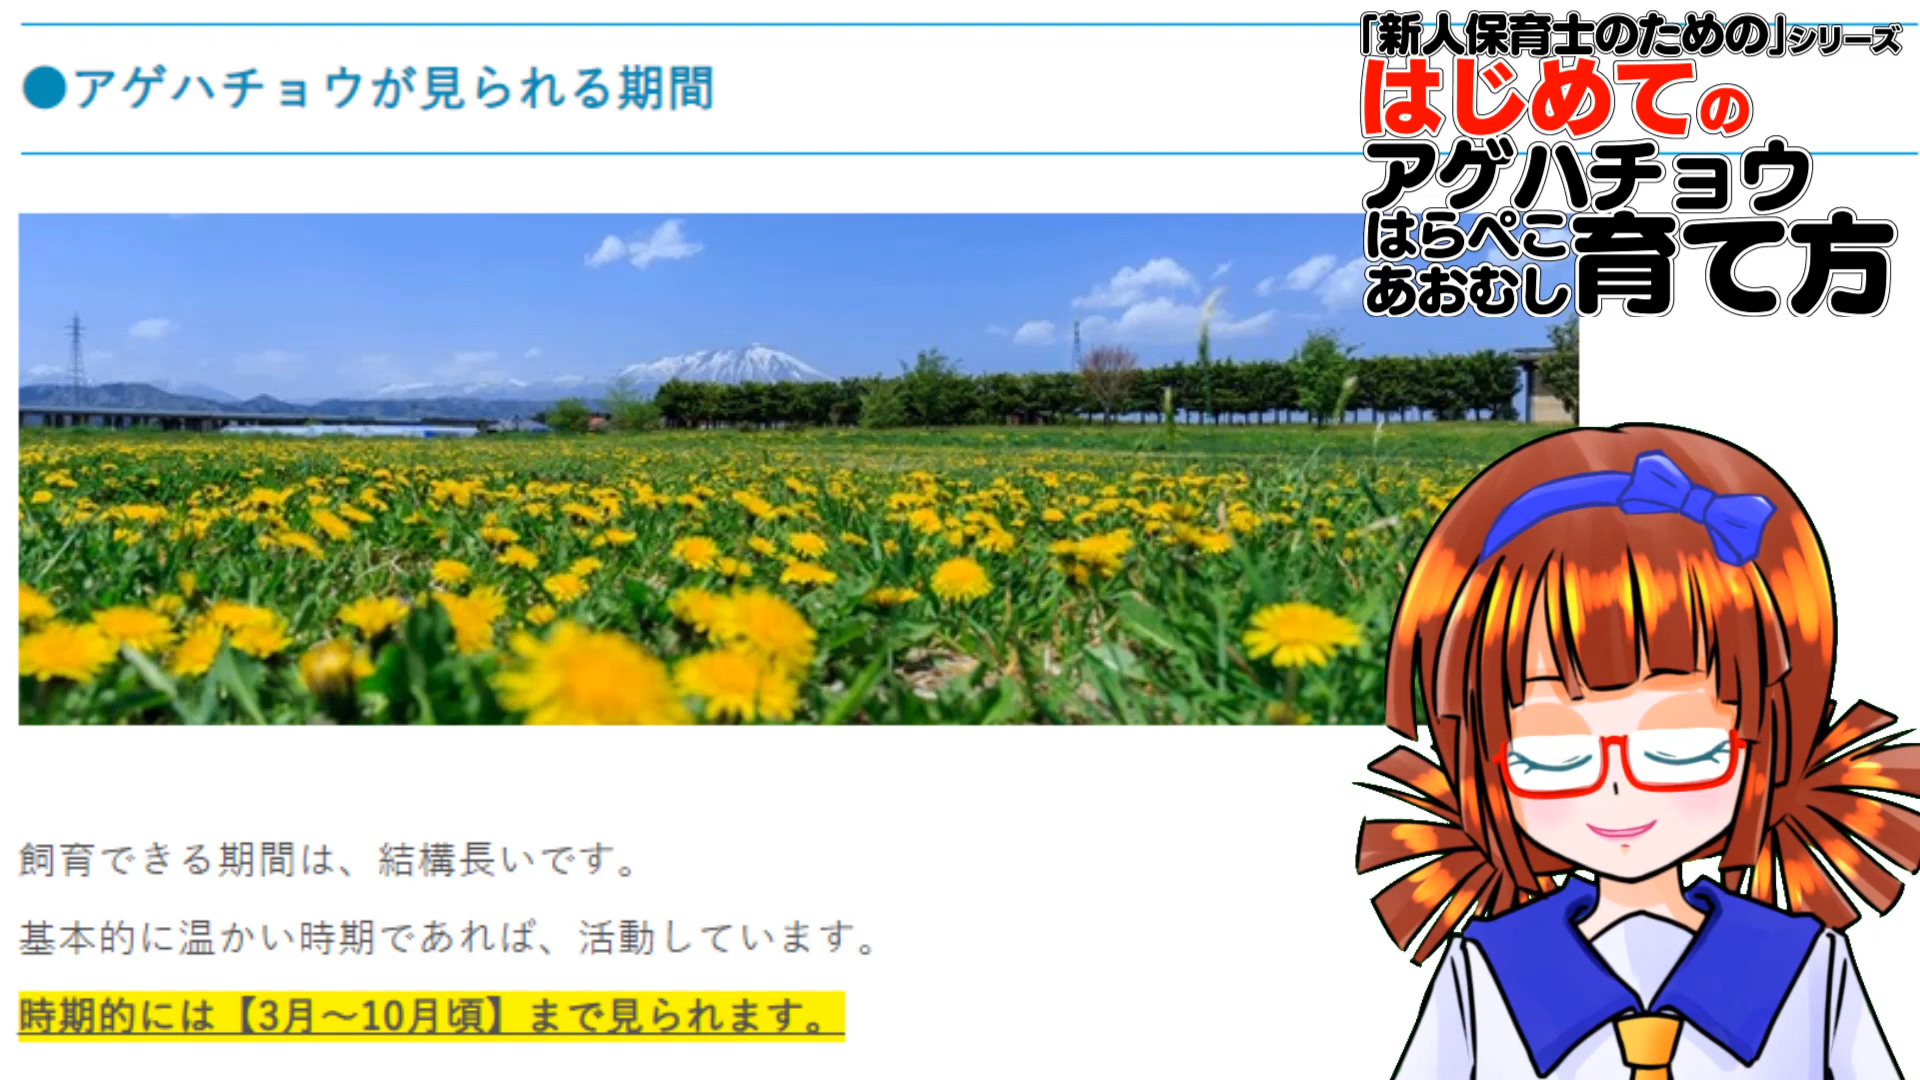 ●アゲハチョウが見られる期間
「新人保育士のための」シリーズ
はじめての
アゲハチョウ
はらぺこ
あおむし育て方
飼育できる期間は、結構長いです。
基本的に温かい時期であれば、活動しています。
時期的には【3月～10月頃】まで見られます。